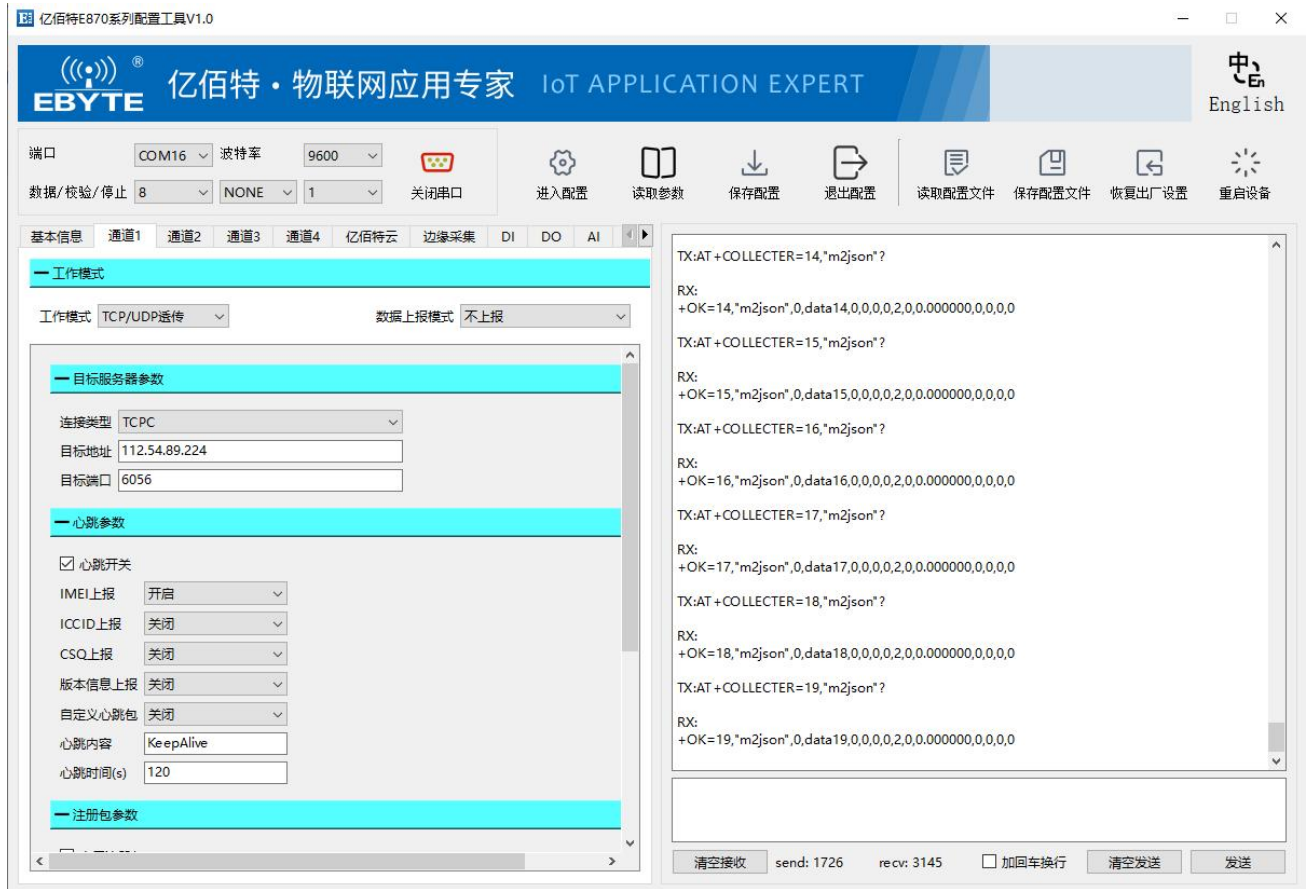 亿佰特E870系列配置工具V1.0
EBYTE ® 亿佰特·物联网应用专家 IoT APPLICATION EXPERT
中 En
English
端口 COM16 波特率 9600
数据/校验/停止 8 NONE 1
关闭串口 进入配置 读取参数 保存配置 退出配置 读取配置文件 保存配置文件 恢复出厂设置 重启设备
基本信息 通道1 通道2 通道3 通道4 亿佰特云 边缘采集 DI DO AI
工作模式
工作模式 TCP/UDP透传 数据上报模式 不上报
目标服务器参数
连接类型 TCPC
目标地址 112.54.89.224
目标端口 6056
心跳参数
心跳开关
IMEI上报 开启
ICCID上报 关闭
CSQ上报 关闭
版本信息上报 关闭
自定义心跳包 关闭
心跳内容 KeepAlive
心跳时间(s) 120
注册包参数
TX:AT+COLLECTER=14,"m2json"?
RX:
+OK=14,"m2json",0,data14,0,0,0,0,2,0,0.000000,0,0,0,0
TX:AT+COLLECTER=15,"m2json"?
RX:
+OK=15,"m2json",0,data15,0,0,0,0,2,0,0.000000,0,0,0,0
TX:AT+COLLECTER=16,"m2json"?
RX:
+OK=16,"m2json",0,data16,0,0,0,0,2,0,0.000000,0,0,0,0
TX:AT+COLLECTER=17,"m2json"?
RX:
+OK=17,"m2json",0,data17,0,0,0,0,2,0,0.000000,0,0,0,0
TX:AT+COLLECTER=18,"m2json"?
RX:
+OK=18,"m2json",0,data18,0,0,0,0,2,0,0.000000,0,0,0,0
TX:AT+COLLECTER=19,"m2json"?
RX:
+OK=19,"m2json",0,data19,0,0,0,0,2,0,0.000000,0,0,0,0
清空接收 send: 1726 recv: 3145 加回车换行 清空发送 发送